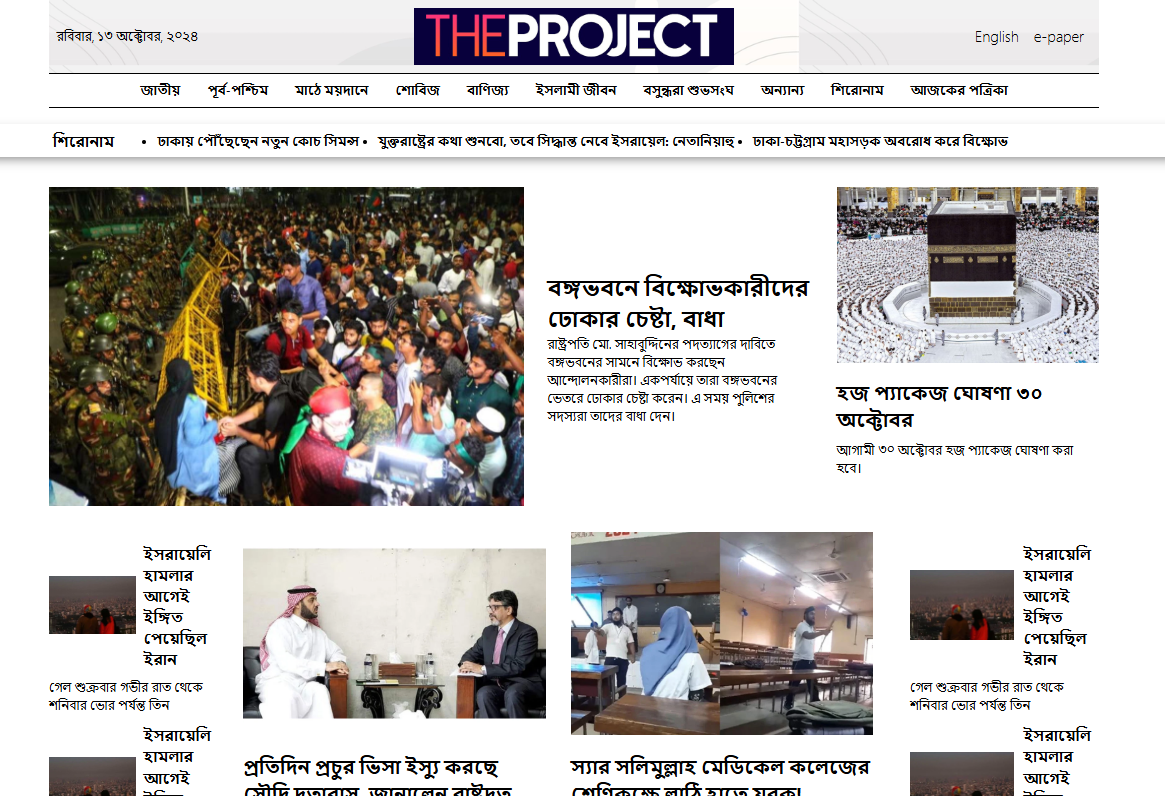 রবিবার, ১৩ অক্টোবর, ২০২৪
THEPROJECT
English e-paper
জাতীয় পূর্ব-পশ্চিম মাঠে ময়দানে শোবিজ বাণিজ্য ইসলামী জীবন বসুন্ধরা শুভসংঘ অন্যান্য শিরোনাম আজকের পত্রিকা
শিরোনাম • ঢাকায় পৌঁছেছেন নতুন কোচ সিমন্স • যুক্তরাষ্ট্রের কথা শুনবো, তবে সিদ্ধান্ত নেবে ইসরায়েল: নেতানিয়াহু • ঢাকা-চট্টগ্রাম মহাসড়ক অবরোধ করে বিক্ষোভ
বঙ্গভবনে বিক্ষোভকারীদের
ঢোকার চেষ্টা, বাধা
রাষ্ট্রপতি মো. সাহাবুদ্দিনের পদত্যাগের দাবিতে
বঙ্গভবনের সামনে বিক্ষোভ করছেন
আন্দোলনকারীরা। একপর্যায়ে তারা বঙ্গভবনের
ভেতরে ঢোকার চেষ্টা করেন। এ সময় পুলিশের
সদস্যরা তাদের বাধা দেন।
হজ প্যাকেজ ঘোষণা ৩০
অক্টোবর
আগামী ৩০ অক্টোবর হজ প্যাকেজ ঘোষণা করা
হবে।
ইসরায়েলি
হামলার
আগেই
ইঙ্গিত
পেয়েছিল
ইরান
গেল শুক্রবার গভীর রাত থেকে
শনিবার ভোর পর্যন্ত তিন
ইসরায়েলি
হামলার
আগেই
প্রতিদিন প্রচুর ভিসা ইস্যু করছে
সৌদি দূতাবাস, জানালেন রাষ্ট্রদূত
স্যার সলিমুল্লাহ মেডিকেল কলেজের
শ্রেণিকক্ষে লাঠি হাতে যুবক!
ইসরায়েলি
হামলার
আগেই
ইঙ্গিত
পেয়েছিল
ইরান
গেল শুক্রবার গভীর রাত থেকে
শনিবার ভোর পর্যন্ত তিন
ইসরায়েলি
হামলার
আগেই